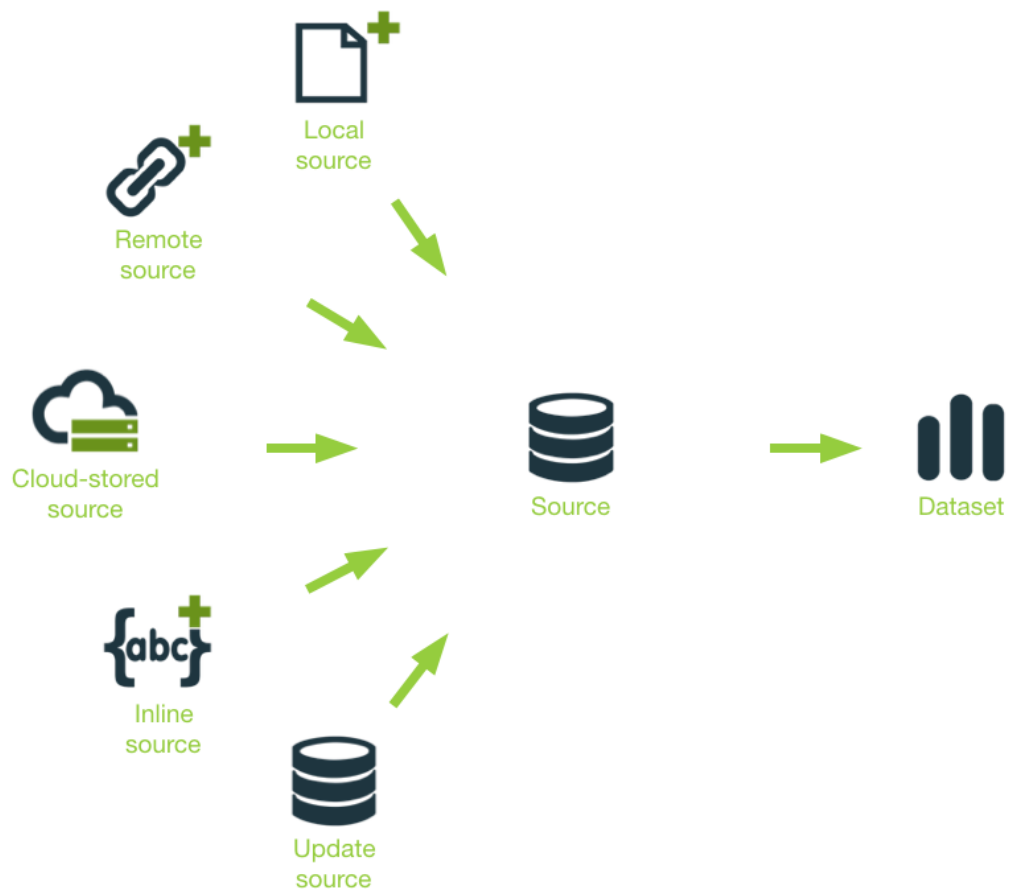 Local
source
Remote
source
Cloud-stored
source
{abc}
Inline
source
Update
source
Source
Dataset